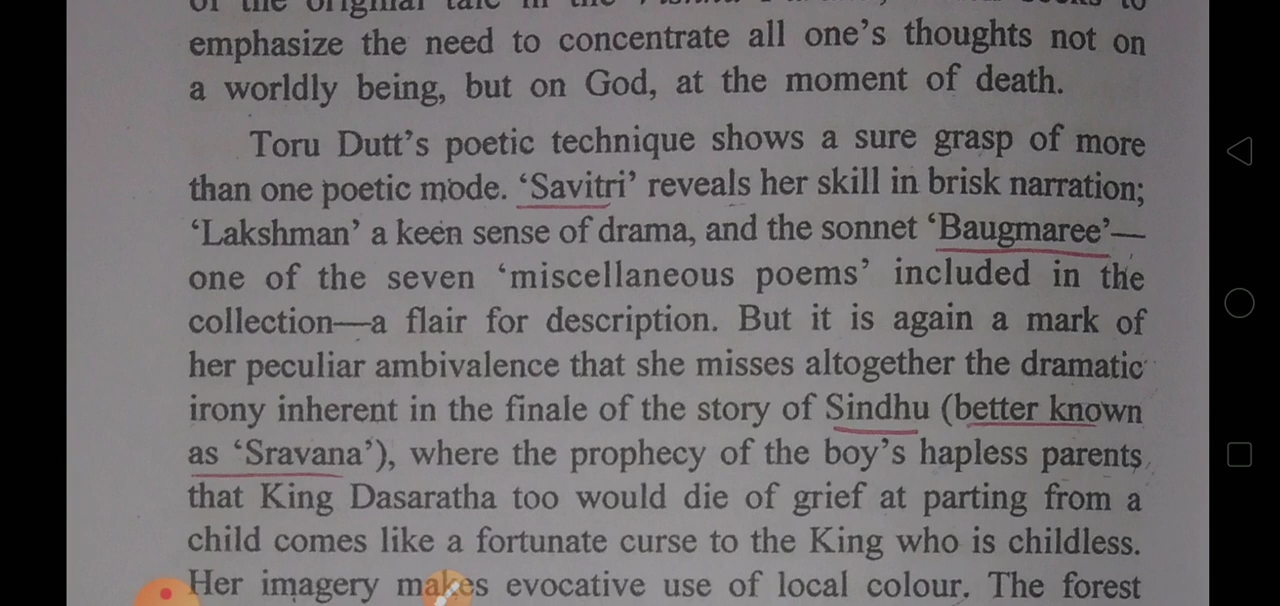 of the original tale in the
emphasize the need to concentrate all one's thoughts not on
a worldly being, but on God, at the moment of death.
Toru Dutt's poetic technique shows a sure grasp of more
than one poetic mode. ‘Savitri’ reveals her skill in brisk narration;
‘Lakshman’ a keen sense of drama, and the sonnet ‘Baugmaree’—
one of the seven ‘miscellaneous poems’ included in the
collection—a flair for description. But it is again a mark of
her peculiar ambivalence that she misses altogether the dramatic
irony inherent in the finale of the story of Sindhu (better known
as ‘Sravana’), where the prophecy of the boy's hapless parents
that King Dasaratha too would die of grief at parting from a
child comes like a fortunate curse to the King who is childless.
Her imagery makes evocative use of local colour. The forest